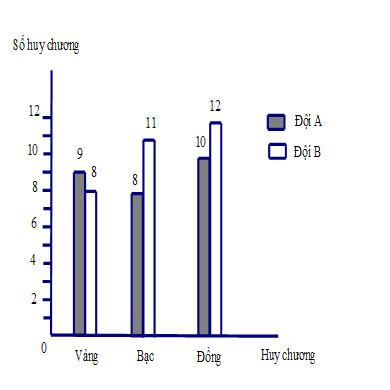 Số huy chương
12
10
8
6
4
2
0
9
8
8
11
10
12
Đội A
Đội B
Vàng
Bạc
Đồng
Huy chương